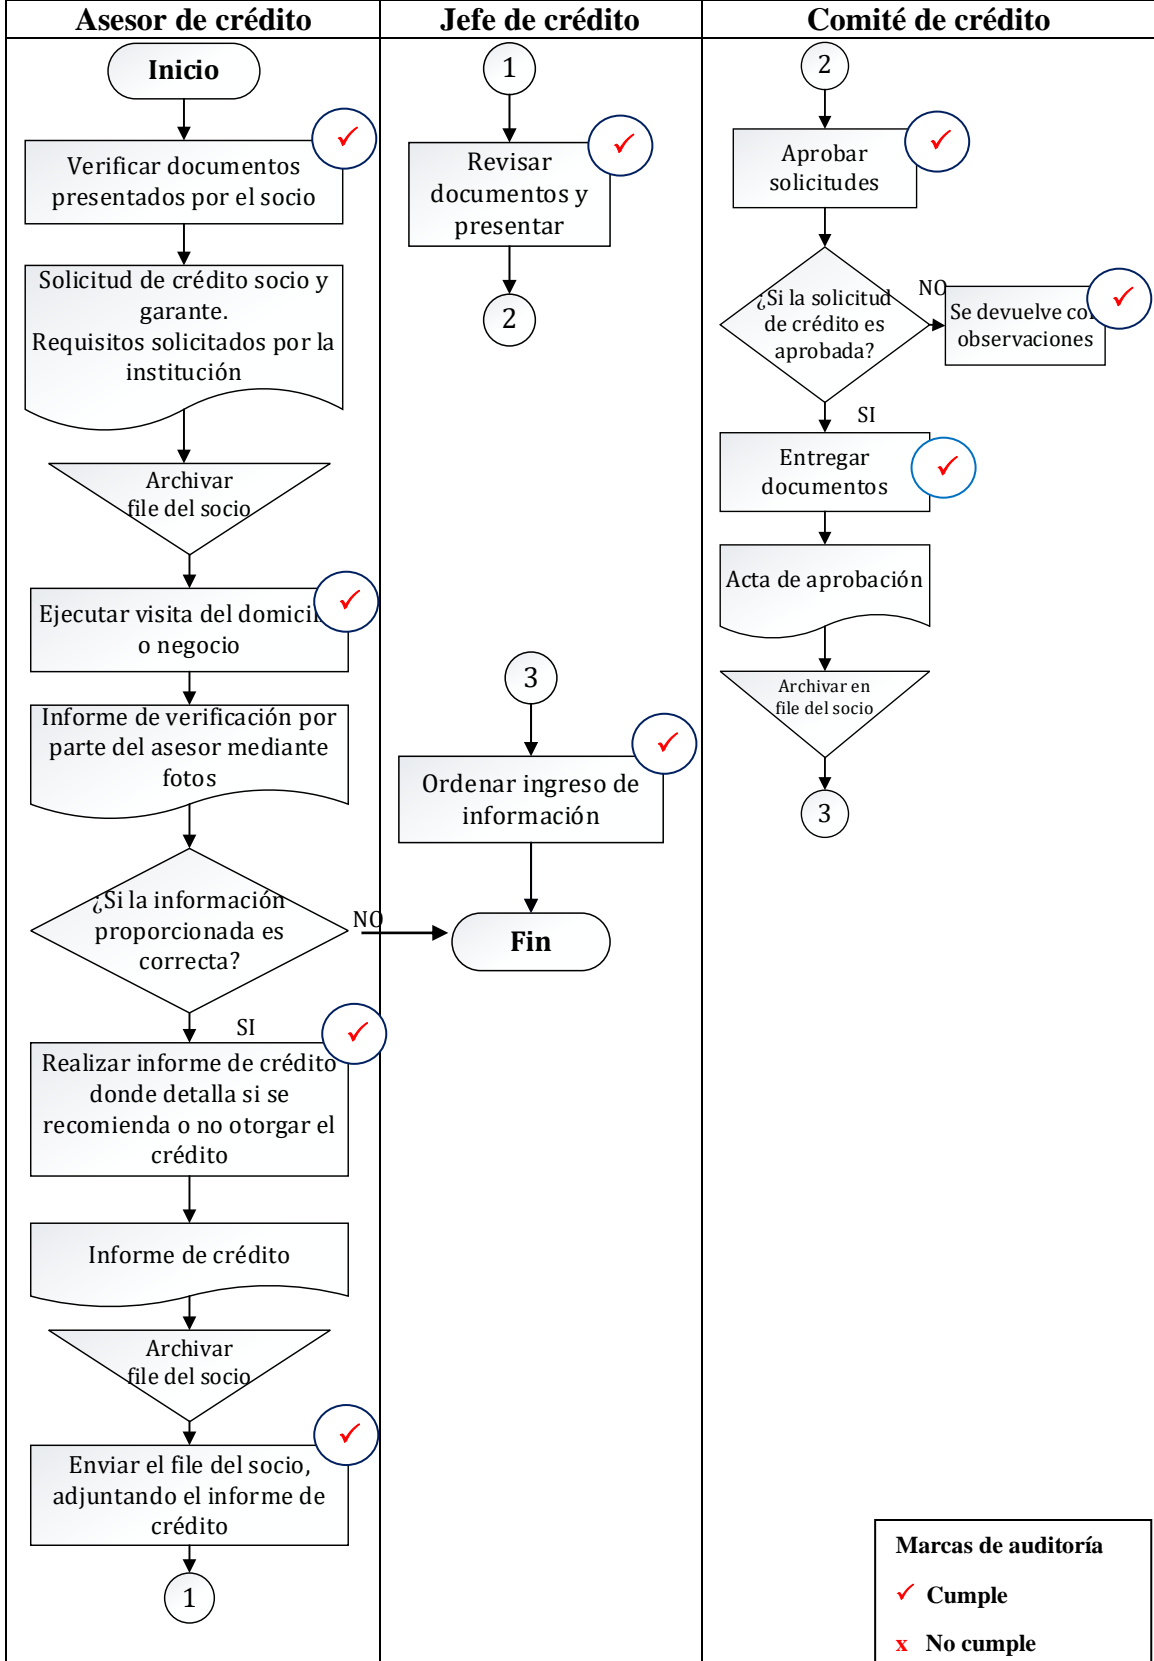 Asesor de crédito
Jefe de crédito
Comité de crédito
Inicio
Verificar documentos
presentados por el socio
Solicitud de crédito socio y
garante.
Requisitos solicitados por la
institución
Archivar
file del socio
Ejecutar visita del domicili
o negocio
Informe de verificación por
parte del asesor mediante
fotos
¿Si la información
proporcionada es
correcta?
NO
SI
Realizar informe de crédito
donde detalla si se
recomienda o no otorgar el
crédito
Informe de crédito
Archivar
file del socio
Enviar el file del socio,
adjuntando el informe de
crédito
1
1
Revisar
documentos y
presentar
2
3
Ordenar ingreso de
información
Fin
2
Aprobar
solicitudes
¿Si la solicitud
de crédito es
aprobada?
NO
Se devuelve con
observaciones
SI
Entregar
documentos
Acta de aprobación
Archivar en
file del socio
3
Marcas de auditoría
✓ Cumple
x No cumple